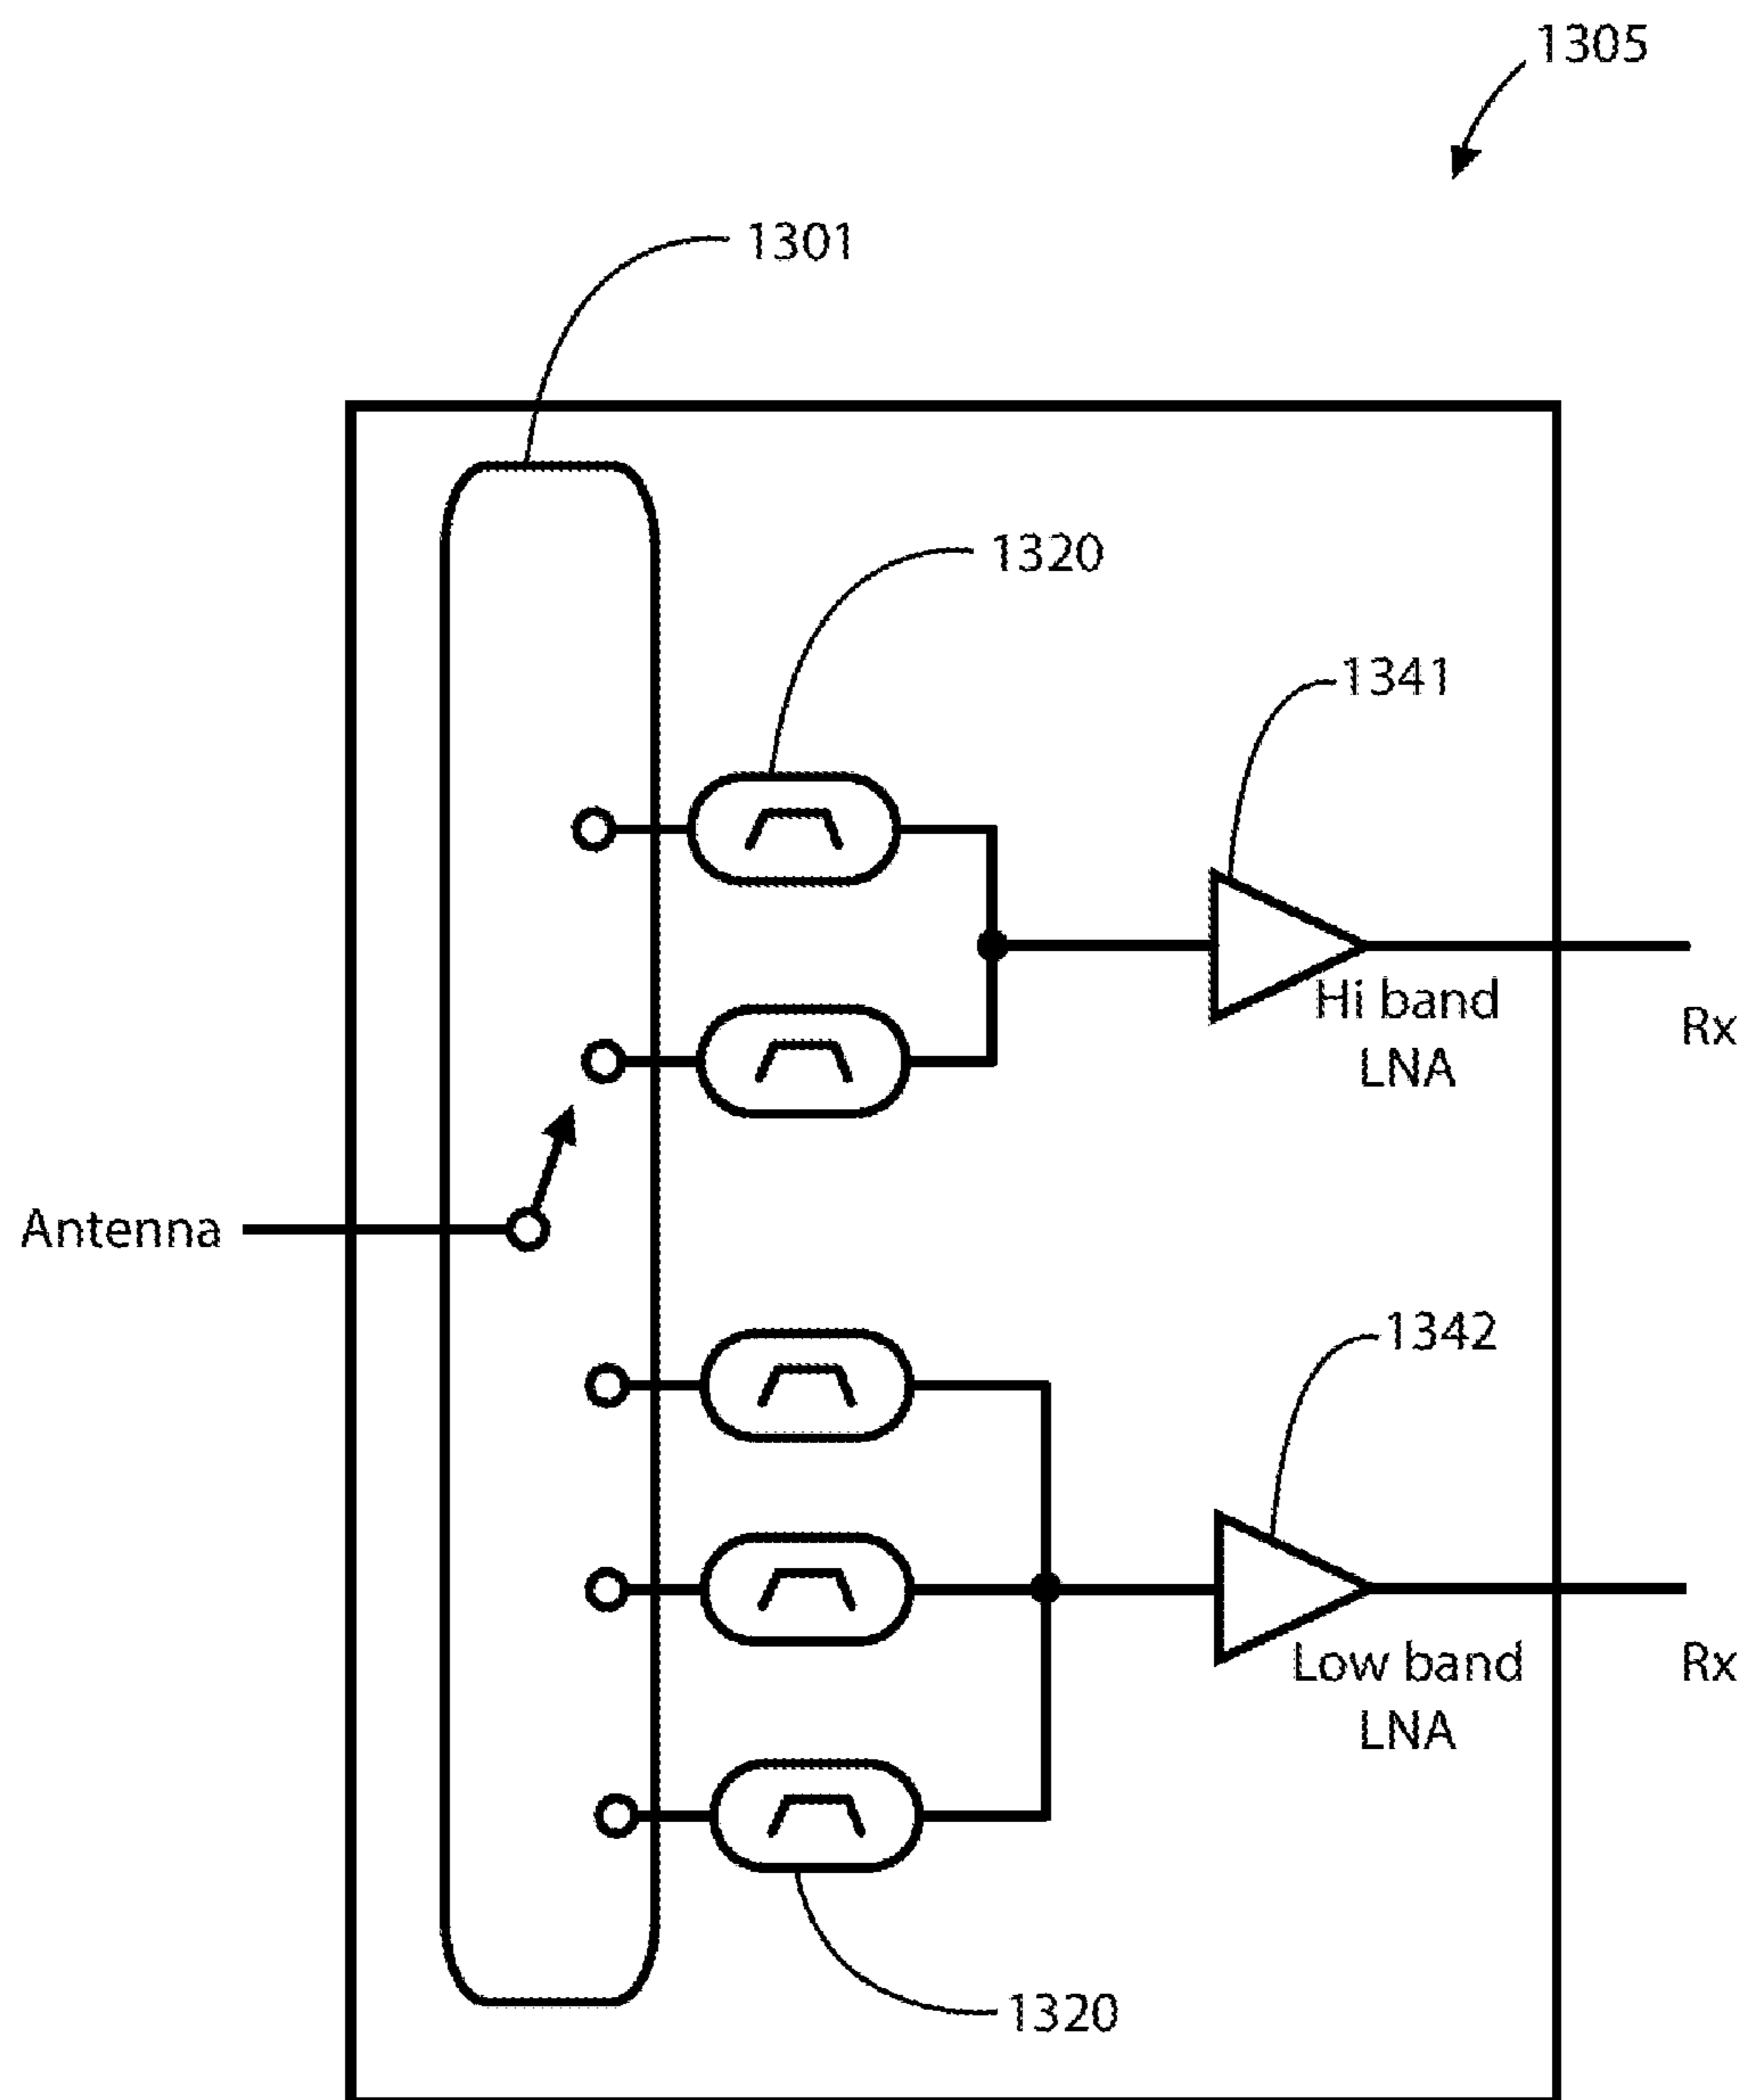 1305
1301
1320
1341
Hi band
LNA
Rx
Antenna
1342
Low band
LNA
Rx
1320